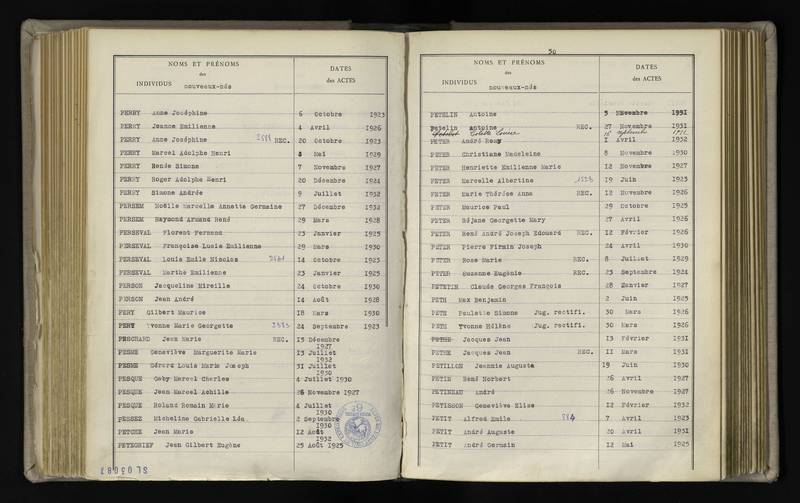 NOMS ET PRÉNOMS
des
INDIVIDUS nouveaux-nés
DATES
des ACTES
PERRY Anne Joséphine 6 Octobre 1923
PERRY Jeanne Emilienne 4 Avril 1926
PERRY Anne Joséphine REC. 20 Octobre 1923
PERRY Marcel Adolphe Henri 8 Mai 1929
PERRY Renée Simone 7 Novembre 1927
PERRY Roger Adolphe Henri 20 Décembre 1924
PERRY Simone Andrée 9 Juillet 1932
PERSEM Noëlle Marcelle Annette Germaine 27 Décembre 1932
PERSEM Raymond Armand René 29 Mars 1928
PERSEVAL Florent Fernand 23 Janvier 1925
PERSEVAL Françoise Lucie Emilienne 29 Mars 1930
PERSEVAL Louis Emile Nicolas 14 Octobre 1923
PERSEVAL Marthe Emilienne 23 Janvier 1925
PERSON Jacqueline Mireille 24 Octobre 1930
PERSON Jean André 14 Août 1928
PERY Gilbert Maurice 18 Mars 1930
PERY Yvonne Marie Georgette 24 Septembre 1923
PESCHARD Jean Marie REC. 15 Décembre 1927
PESME Geneviève Marguerite Marie 13 Juillet 1932
PESME Gérard Louis Marie Joseph 31 Juillet 1930
PESQUE Gaby Marcel Charles 4 Juillet 1930
PESQUE Jean Marcel Achille 26 Novembre 1927
PESQUE Roland Romain Marie 4 Juillet 1930
PESSEZ Micheline Gabrielle Léa 2 Septembre 1930
PETCHE Jean Marie 12 Août 1932
PETEGRIEF Jean Gilbert Eugène 25 Août 1925
50
NOMS ET PRÉNOMS
des
INDIVIDUS nouveaux-nés
DATES
des ACTES
PETELIN Antoine 3 Novembre 1931
Petelin Antoine REC. 27 Novembre 1931
PETER André Remy 1 Avril 1932
PETER Christiane Madeleine 8 Novembre 1930
PETER Henriette Emilienne Marie 12 Novembre 1927
PETER Marcelle Albertine 19 Juin 1923
PETER Marie Thérèse Anna REC. 12 Novembre 1926
PETER Maurice Paul 29 Octobre 1925
PETER Réjane Georgette Mary 27 Avril 1926
PETER René André Joseph Edouard REC. 12 Février 1926
PETER Pierre Firmin Joseph 24 Avril 1930
PETER Rose Marie REC. 8 Juillet 1929
PETER Suzanne Eugénie REC. 23 Septembre 1924
PETETIN Claude Georges François 28 Janvier 1927
PETH Max Benjamin 2 Juin 1925
PETH Paulette Simone Jug. rectifi. 30 Mars 1926
PETH Yvonne Hélène Jug. rectifi. 30 Mars 1926
PETHE Jacques Jean 13 Février 1931
PETHE Jacques Jean REC. 11 Mars 1931
PETILLON Jeannie Augusta 19 Juin 1930
PETIN René Norbert 26 Avril 1927
PETINEAU André 26 Novembre 1927
PETISSON Geneviève Elise 12 Février 1932
PETIT Alfred Emile 884 7 Avril 1923
PETIT André Auguste 20 Avril 1931
PETIT André Germain 12 Mai 1925